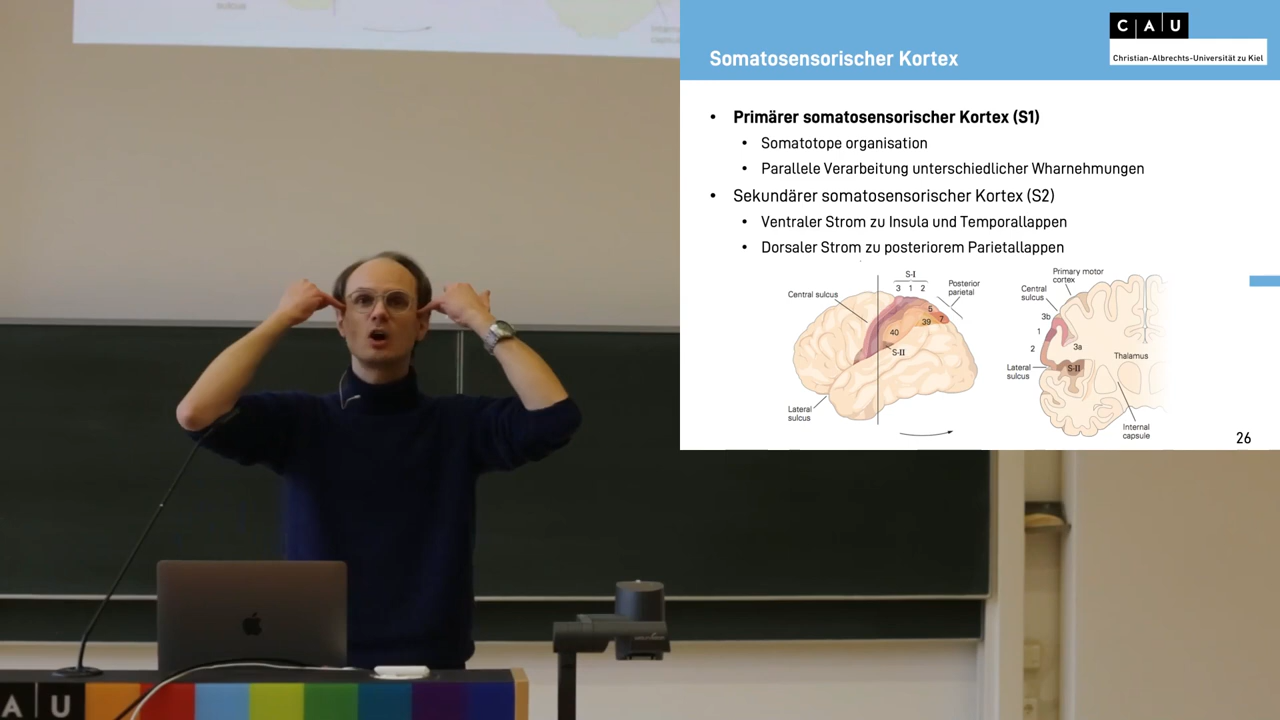 sulcus
Somatosensorischer Kortex
C A U
Christian-Albrechts-Universität zu Kiel
• Primärer somatosensorischer Kortex (S1)
• Somatotope organisation
• Parallele Verarbeitung unterschiedlicher Wharnehmungen
• Sekundärer somatosensorischer Kortex (S2)
• Ventraler Strom zu Insula und Temporallappen
• Dorsaler Strom zu posteriorem Parietallappen
S-I
3 1 2
Posterior
parietal
Central sulcus
5
7
39
40
S-II
Lateral
sulcus
Primary motor
cortex
Central
sulcus
3b
1
2
3a
Thalamus
Lateral
sulcus
S-II
Internal
capsule
26
A U